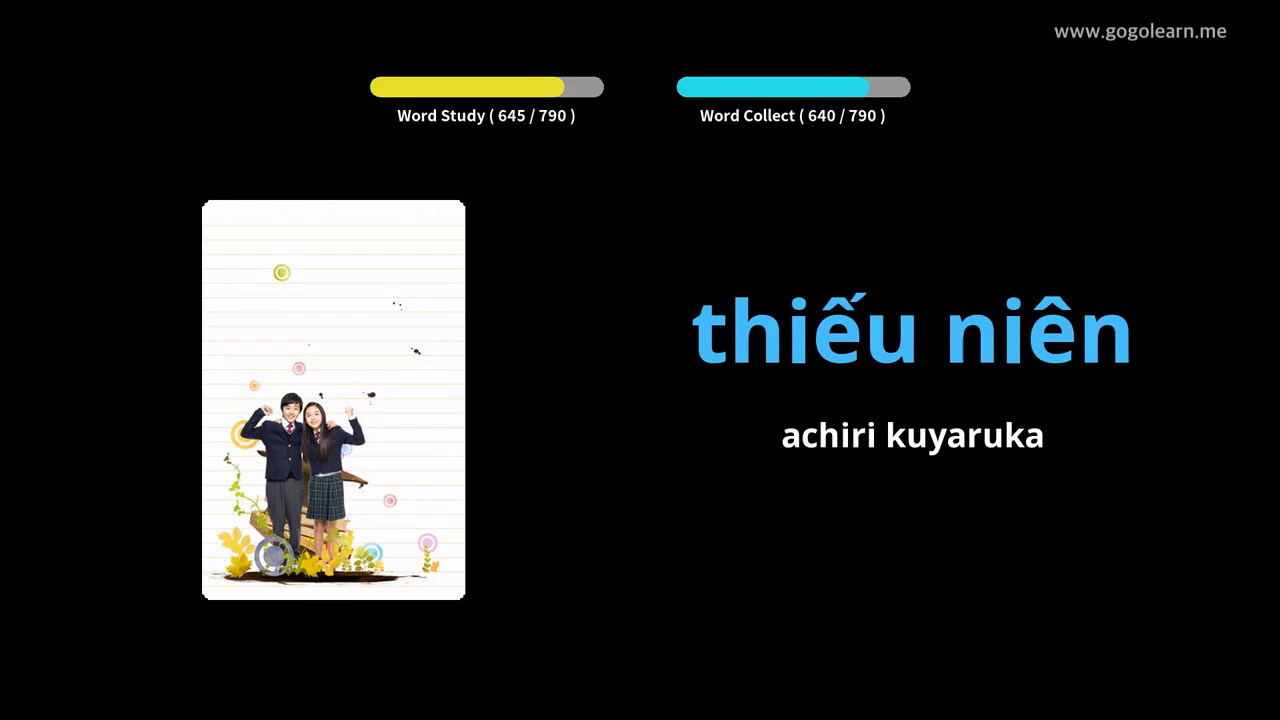 www.gogolearn.me
Word Study ( 645 / 790 )
Word Collect ( 640 / 790 )
thiếu niên
achiri kuyaruka